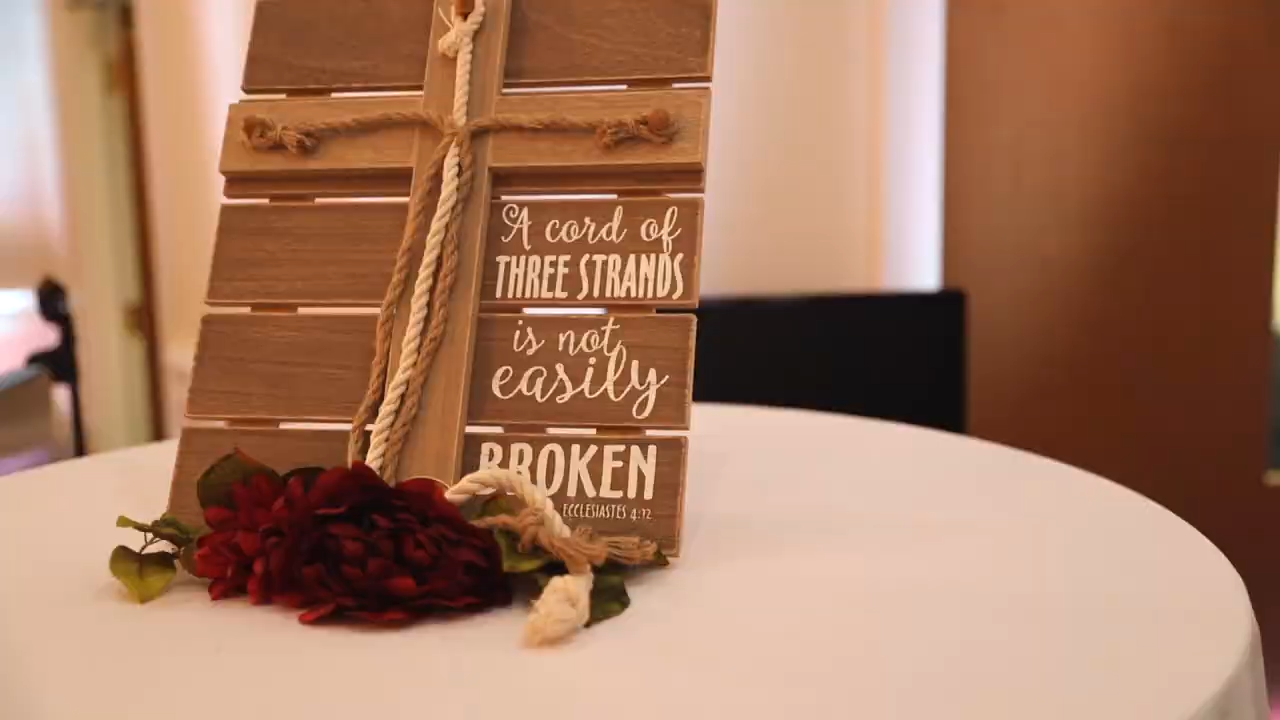 A cord of
THREE STRANDS
is not
easily
BROKEN
ECCLESIASTES 4:12